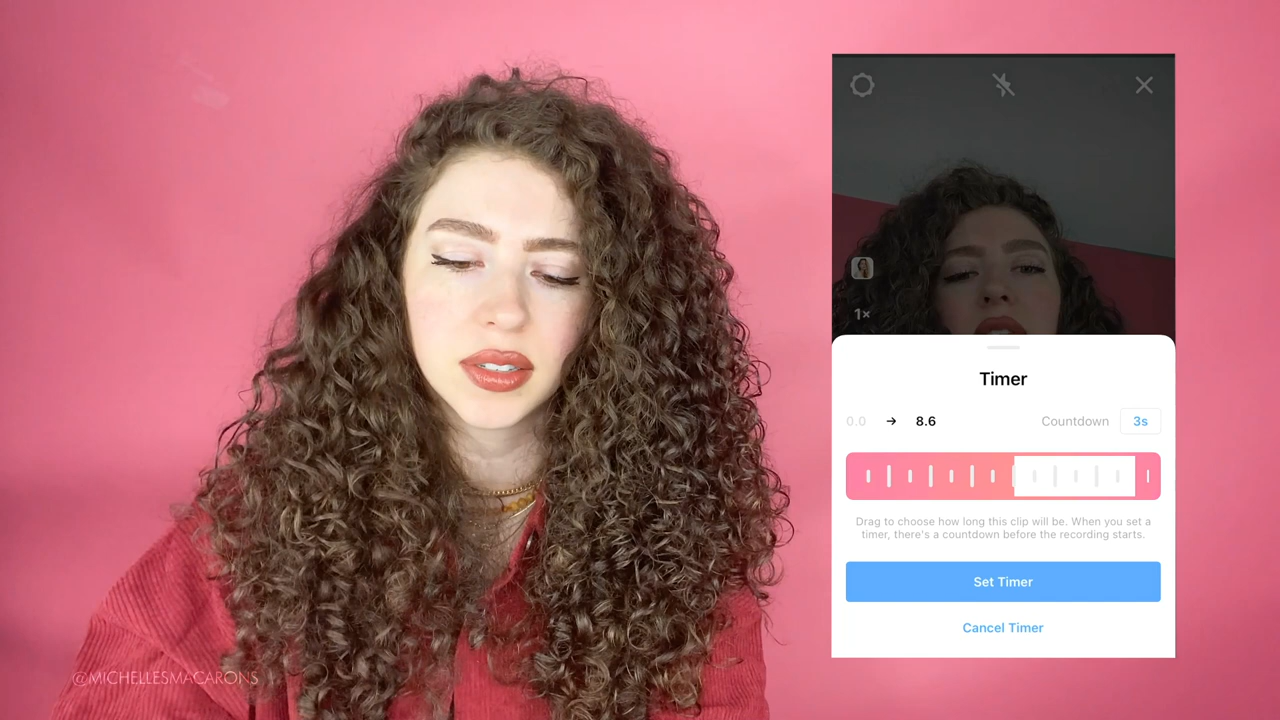 1×
Timer
0.0 → 8.6 Countdown 3s
Drag to choose how long this clip will be. When you set a
timer, there's a countdown before the recording starts.
Set Timer
Cancel Timer
@MICHELLESMACARONS